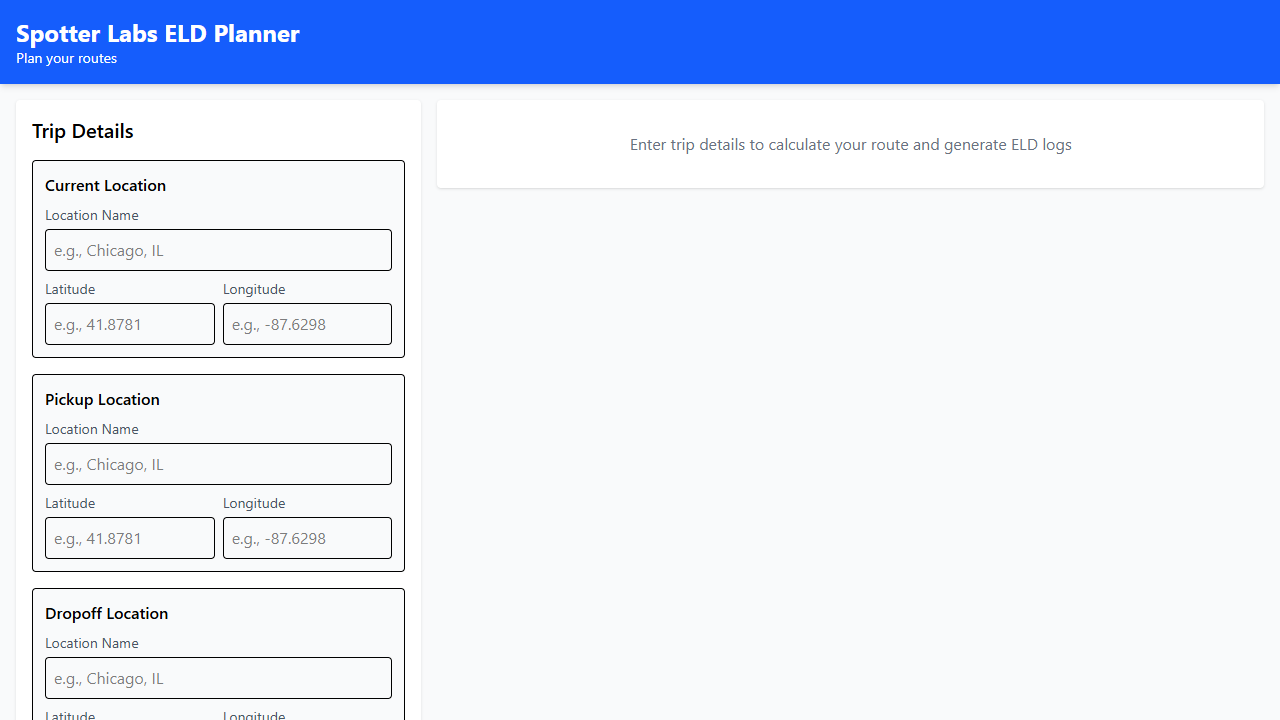 Spotter Labs ELD Planner
Plan your routes
Trip Details
Current Location
Location Name
e.g., Chicago, IL
Latitude Longitude
e.g., 41.8781 e.g., -87.6298
Pickup Location
Location Name
e.g., Chicago, IL
Latitude Longitude
e.g., 41.8781 e.g., -87.6298
Dropoff Location
Location Name
e.g., Chicago, IL
Latitude Longitude
Enter trip details to calculate your route and generate ELD logs